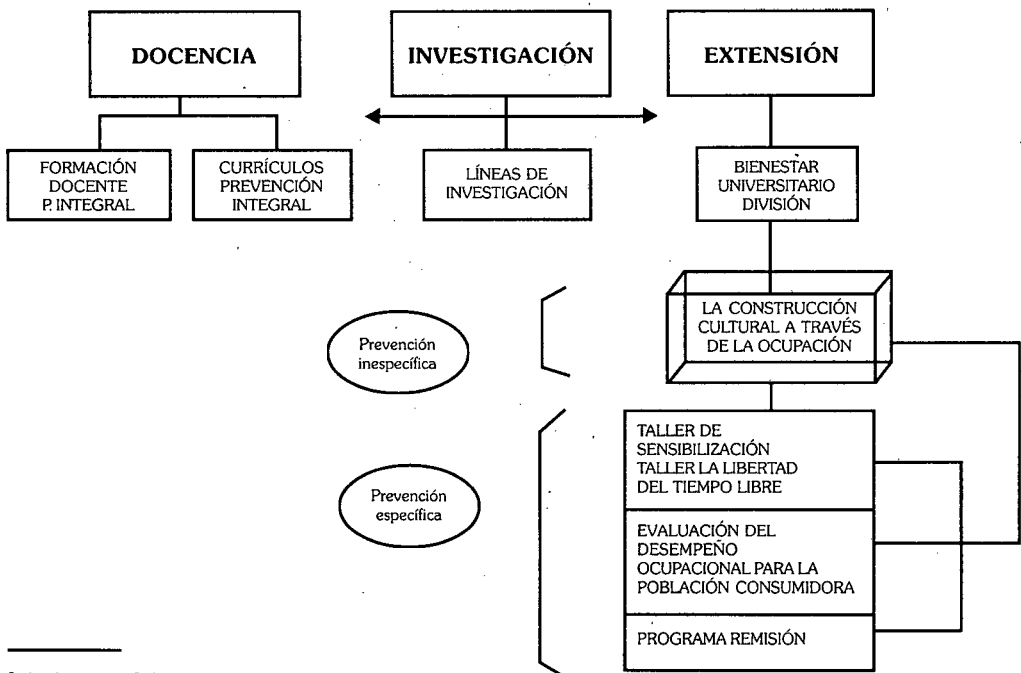 DOCENCIA
INVESTIGACIÓN
EXTENSIÓN
FORMACIÓN
DOCENTE
P. INTEGRAL
CURRÍCULOS
PREVENCIÓN
INTEGRAL
LÍNEAS DE
INVESTIGACIÓN
BIENESTAR
UNIVERSITARIO
DIVISIÓN
LA CONSTRUCCIÓN
CULTURAL A TRAVÉS
DE LA OCUPACIÓN
Prevención
inespecífica
TALLER DE
SENSIBILIZACIÓN
TALLER LA LIBERTAD
DEL TIEMPO LIBRE
Prevención
específica
EVALUACIÓN DEL
DESEMPEÑO
OCUPACIONAL PARA LA
POBLACIÓN CONSUMIDORA
PROGRAMA REMISIÓN